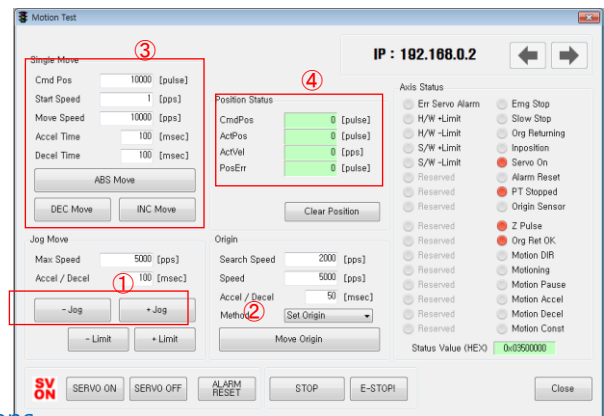 Motion Test
IP : 192.168.0.2
③
Single Move
Cmd Pos 10000 [pulse]
Start Speed 1 [pps]
Move Speed 10000 [pps]
Accel Time 100 [msec]
Decel Time 100 [msec]
ABS Move
DEC Move INC Move
④
Position Status
CmdPos 0 [pulse]
ActPos 0 [pulse]
ActVel 0 [pps]
PosErr 0 [pulse]
Clear Position
Axis Status
Err Servo Alarm Emg Stop
H/W +Limit Slow Stop
H/W -Limit Org Returning
S/W +Limit Inposition
S/W -Limit Servo On
Reserved Alarm Reset
Reserved PT Stopped
Reserved Origin Sensor
Reserved Z Pulse
Reserved Org Ret OK
Reserved Motion DIR
Reserved Motioning
Reserved Motion Pause
Reserved Motion Accel
Reserved Motion Decel
Reserved Motion Const
Status Value (HEX) 0x03500000
Jog Move
Max Speed 5000 [pps]
Accel / Decel 100 [msec]
①
- Jog + Jog
- Limit + Limit
Origin
Search Speed 2000 [pps]
Speed 5000 [pps]
Accel / Decel 50 [msec]
Method ② Set Origin
Move Origin
SV ON
SERVO ON SERVO OFF ALARM RESET STOP E-STOP! Close